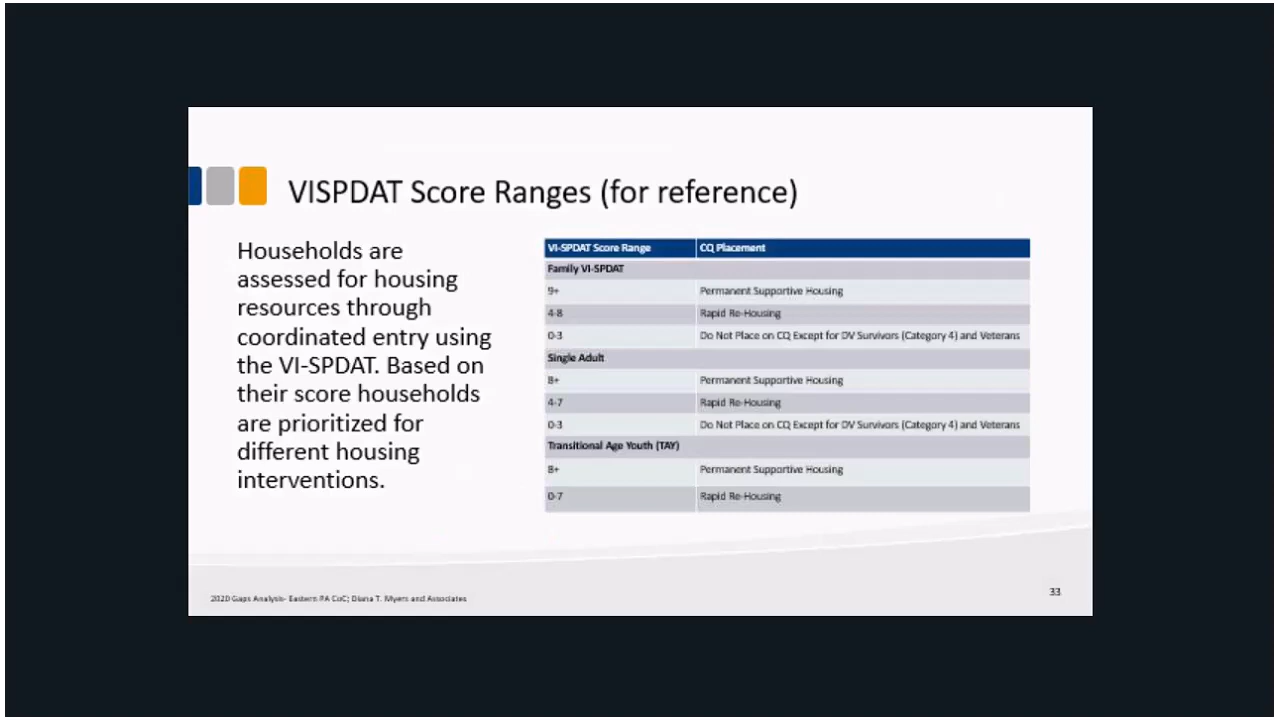 VISPDAT Score Ranges (for reference)
Households are
assessed for housing
resources through
coordinated entry using
the VI-SPDAT. Based on
their score households
are prioritized for
different housing
interventions.
VI-SPDAT Score Range CQ Placement
Family VI-SPDAT
9+ Permanent Supportive Housing
4-8 Rapid Re-Housing
0-3 Do Not Place on CQ Except for DV Survivors (Category 4) and Veterans
Single Adult
8+ Permanent Supportive Housing
4-7 Rapid Re-Housing
0-3 Do Not Place on CQ Except for DV Survivors (Category 4) and Veterans
Transitional Age Youth (TAY)
8+ Permanent Supportive Housing
0-7 Rapid Re-Housing
2020 Gaps Analysis- Eastern PA CoC; Diana T. Myers and Associates
33